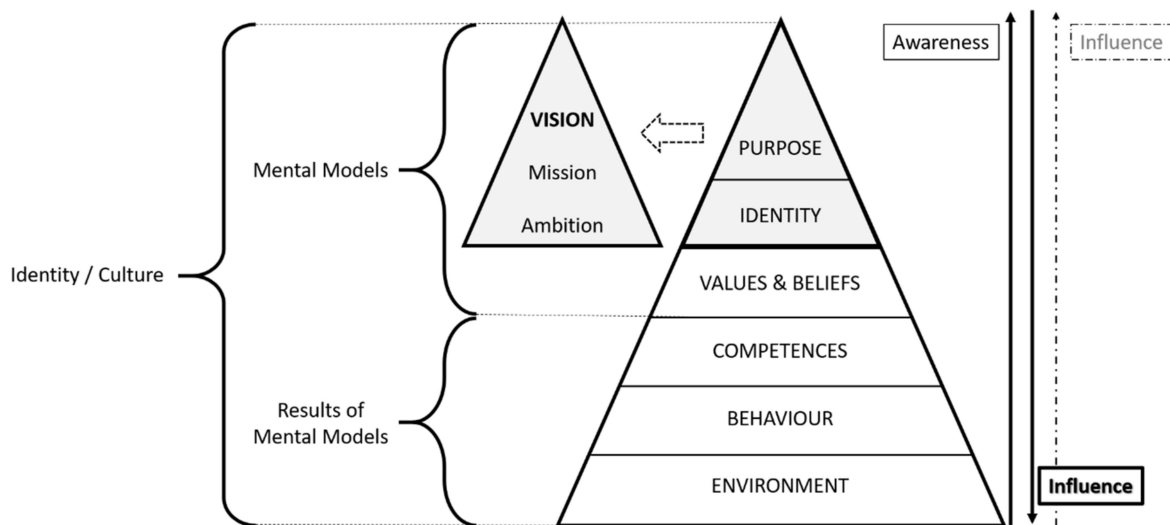 Awareness
Influence
VISION
Mission
Ambition
PURPOSE
IDENTITY
Mental Models
Identity / Culture
VALUES & BELIEFS
COMPETENCES
Results of
Mental Models
BEHAVIOUR
ENVIRONMENT
Influence